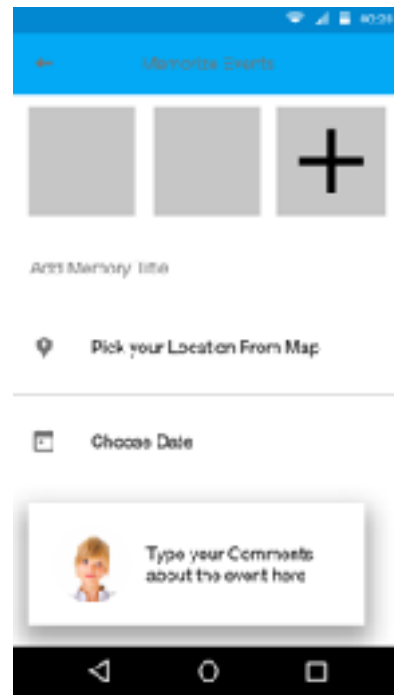 Memorize Events
Add Memory Title
Pick your Location From Map
Choose Date
Type your Comments
about the event here